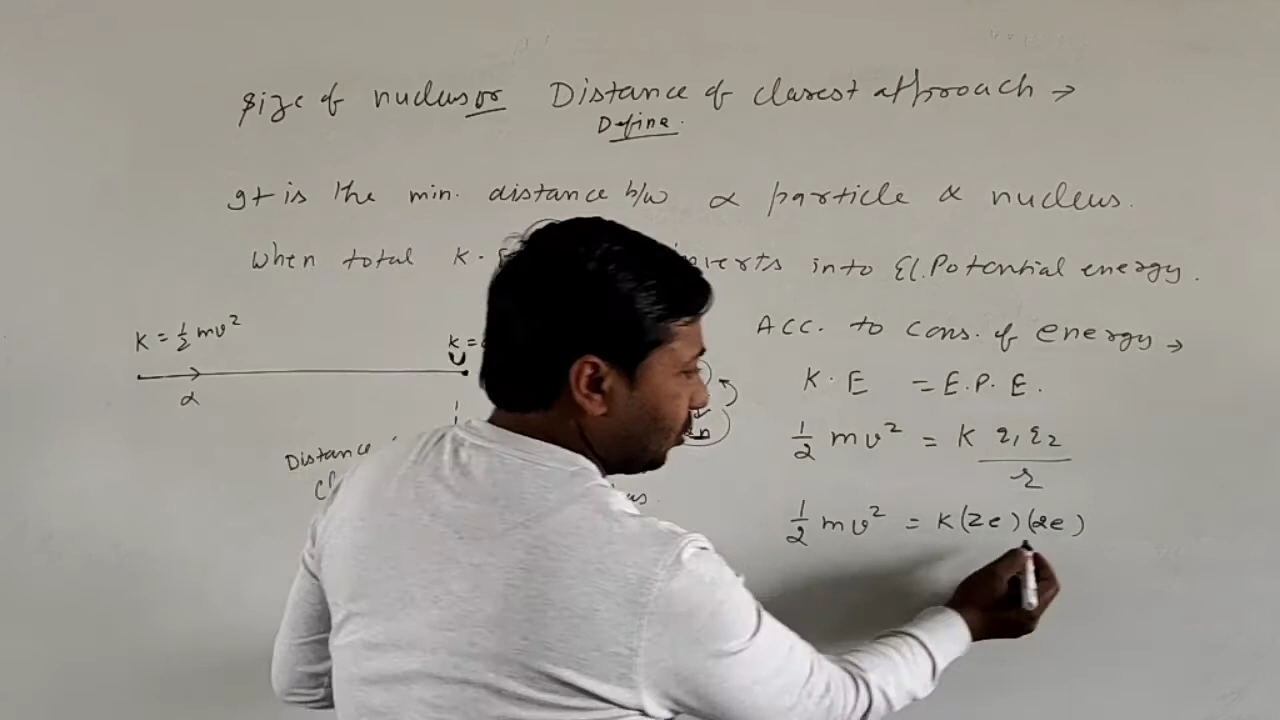 Size of nucleus or Distance of closest approach →
Define.
It is the min. distance b/w α particle & nucleus.
When total K. into El. Potential energy.
K = ½ mv²
K =
α
Distance
Acc. to cons. of energy →
K.E = E.P.E.
½ mv² = K q₁q₂ / r
½ mv² = K(Ze)(2e)